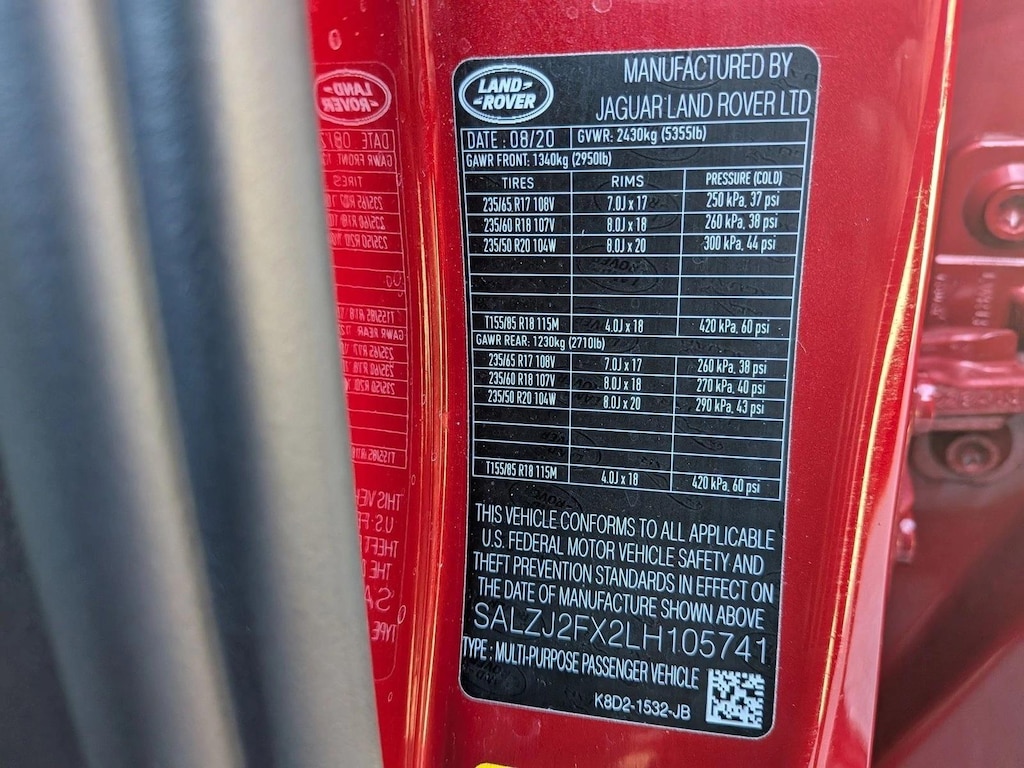 LAND
ROVER
MANUFACTURED BY
JAGUAR LAND ROVER LTD
DATE : 08/20 GVWR: 2430kg (5355lb)
GAWR FRONT: 1340kg (2950lb)
TIRES RIMS PRESSURE (COLD)
235/65 R17 108V 7.0J x 17 250 kPa, 37 psi
235/60 R18 107V 8.0J x 18 260 kPa, 38 psi
235/50 R20 104W 8.0J x 20 300 kPa, 44 psi
T155/85 R18 115M 4.0J x 18 420 kPa, 60 psi
GAWR REAR: 1230kg (2710lb)
235/65 R17 108V 7.0J x 17 260 kPa, 38 psi
235/60 R18 107V 8.0J x 18 270 kPa, 40 psi
235/50 R20 104W 8.0J x 20 290 kPa, 43 psi
T155/85 R18 115M 4.0J x 18 420 kPa, 60 psi
THIS VEHICLE CONFORMS TO ALL APPLICABLE
U.S. FEDERAL MOTOR VEHICLE SAFETY AND
THEFT PREVENTION STANDARDS IN EFFECT ON
THE DATE OF MANUFACTURE SHOWN ABOVE
SALZJ2FX2LH105741
TYPE : MULTI-PURPOSE PASSENGER VEHICLE
K8D2-1532-JB